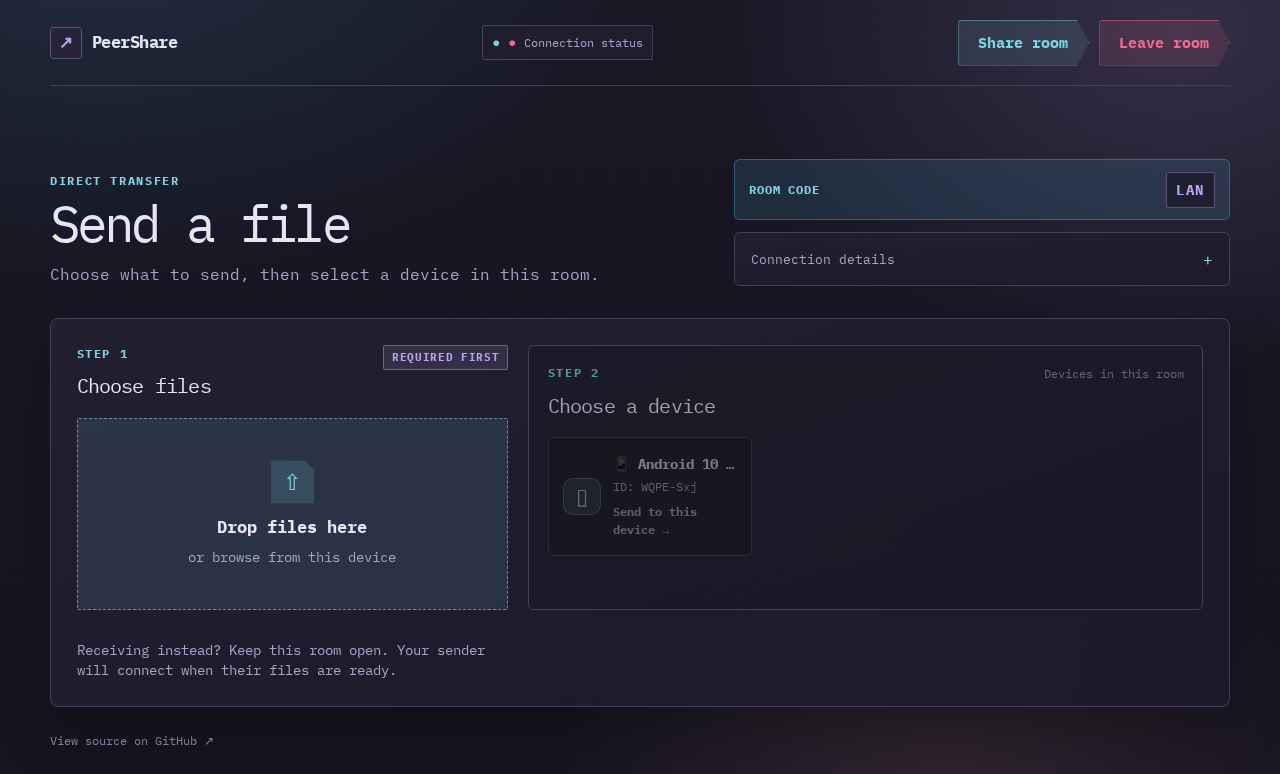 PeerShare
Connection status
Share room
Leave room
DIRECT TRANSFER
Send a file
Choose what to send, then select a device in this room.
ROOM CODE
LAN
Connection details
+
STEP 1
REQUIRED FIRST
Choose files
⇧
Drop files here
or browse from this device
Receiving instead? Keep this room open. Your sender
will connect when their files are ready.
STEP 2
Devices in this room
Choose a device
📱 Android 10 …
ID: WQPE-Sxj
Send to this
device →
View source on GitHub ↗